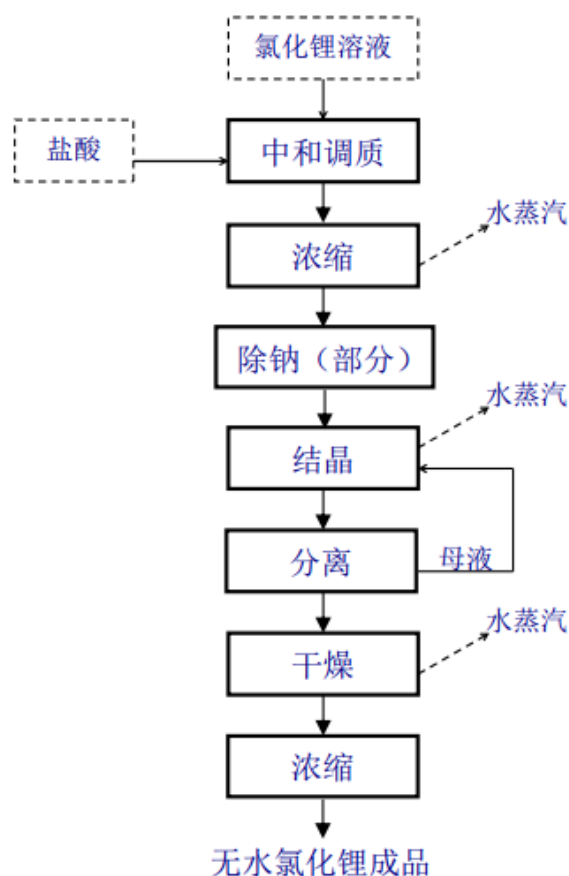 氯化锂溶液
盐酸
中和调质
水蒸汽
浓缩
除钠（部分）
水蒸汽
结晶
分离
母液
水蒸汽
干燥
浓缩
无水氯化锂成品